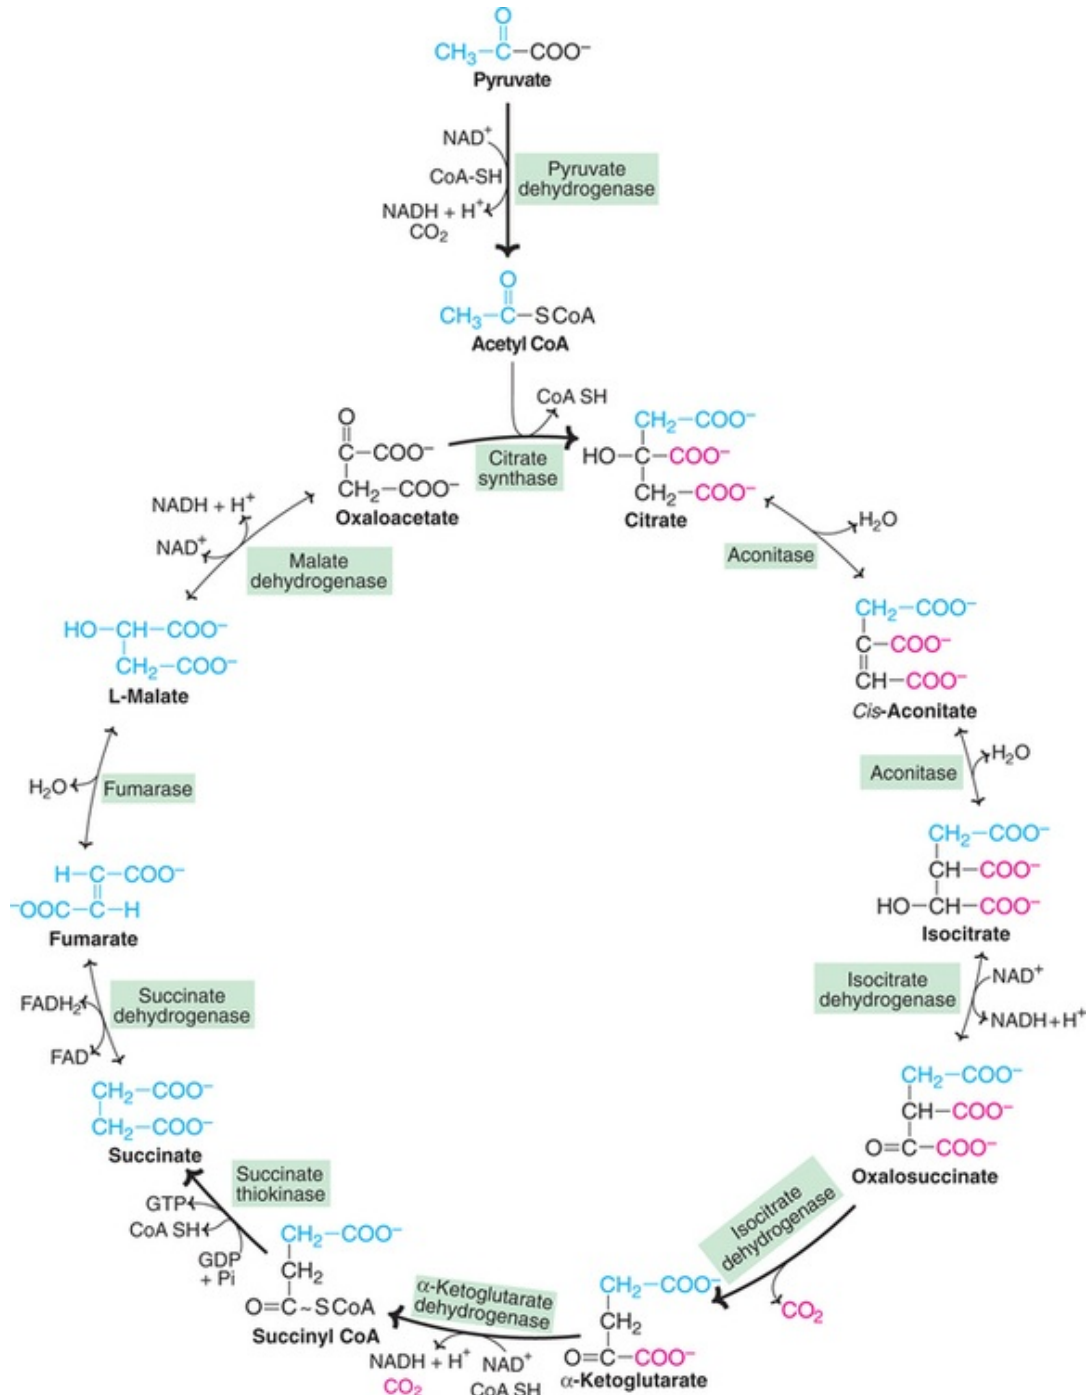 O
CH₃–C–COO⁻
Pyruvate
NAD⁺
CoA-SH
NADH + H⁺
CO₂
Pyruvate
dehydrogenase
O
CH₃–C–SCoA
Acetyl CoA
CoA SH
Citrate
synthase
O
C–COO⁻
CH₂–COO⁻
Oxaloacetate
CH₂–COO⁻
HO–C–COO⁻
CH₂–COO⁻
Citrate
H₂O
Aconitase
CH₂–COO⁻
C–COO⁻
CH–COO⁻
Cis-Aconitate
H₂O
Aconitase
CH₂–COO⁻
CH–COO⁻
HO–CH–COO⁻
Isocitrate
Isocitrate
dehydrogenase
NAD⁺
NADH+H⁺
CH₂–COO⁻
CH–COO⁻
O=C–COO⁻
Oxalosuccinate
Isocitrate
dehydrogenase
CO₂
CH₂–COO⁻
CH₂
O=C–COO⁻
α-Ketoglutarate
α-Ketoglutarate
dehydrogenase
NAD⁺
CoA SH
NADH + H⁺
CO₂
CH₂–COO⁻
CH₂
O=C~SCoA
Succinyl CoA
Succinate
thiokinase
GTP
CoA SH
GDP
+ Pi
CH₂–COO⁻
CH₂–COO⁻
Succinate
Succinate
dehydrogenase
FADH₂
FAD
H–C–COO⁻
⁻OOC–C–H
Fumarate
H₂O
Fumarase
HO–CH–COO⁻
CH₂–COO⁻
L-Malate
NADH + H⁺
NAD⁺
Malate
dehydrogenase